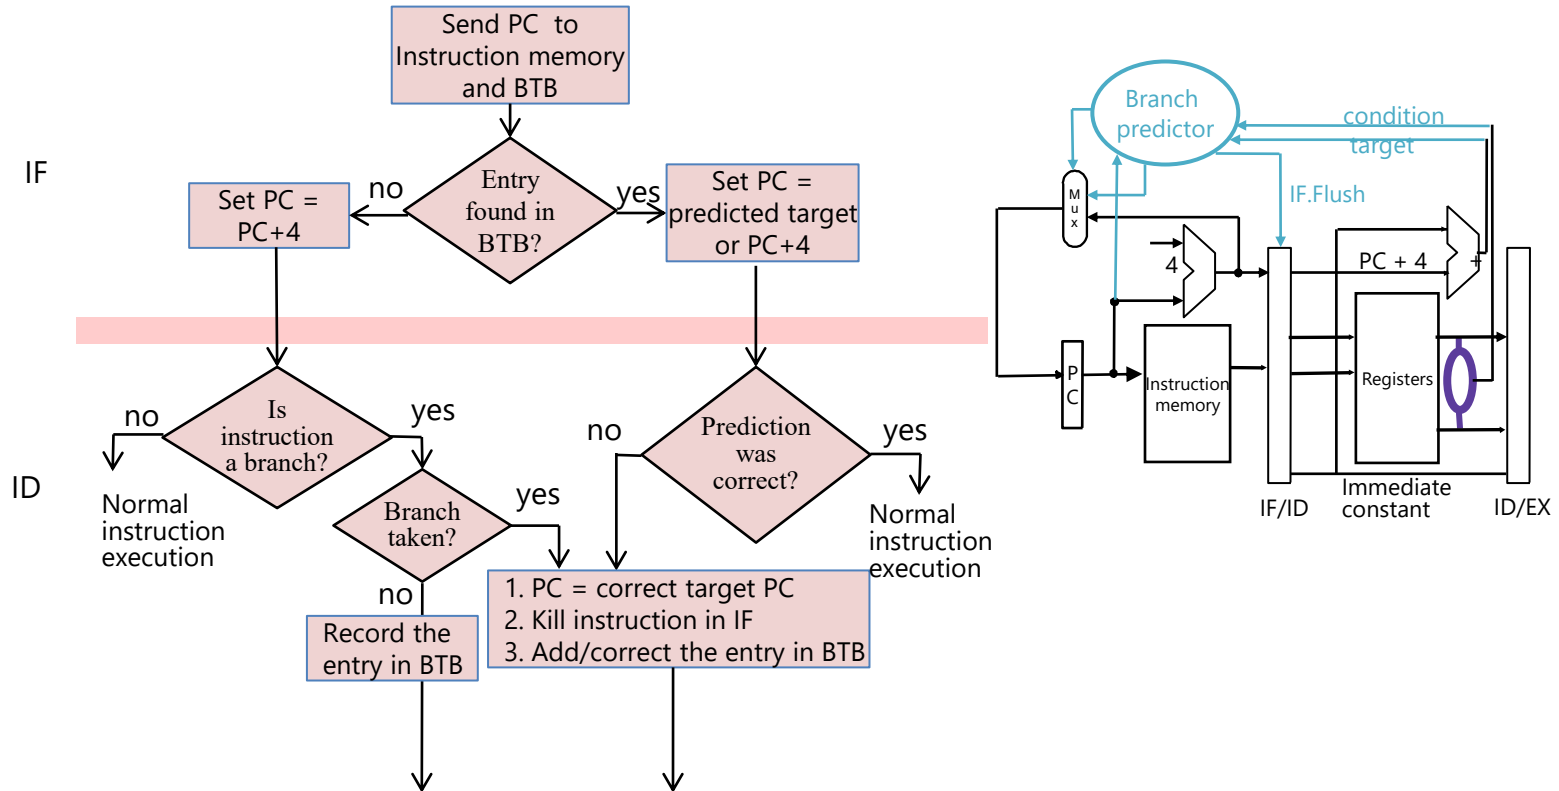 Send PC to
Instruction memory
and BTB
IF
no
Entry
found in
BTB?
yes
Set PC =
PC+4
Set PC =
predicted target
or PC+4
ID
no
Is
instruction
a branch?
yes
Normal
instruction
execution
Branch
taken?
yes
no
Record the
entry in BTB
no
Prediction
was
correct?
yes
Normal
instruction
execution
1. PC = correct target PC
2. Kill instruction in IF
3. Add/correct the entry in BTB
Branch
predictor
condition
target
IF.Flush
M
u
x
4
PC + 4
+
P
C
Instruction
memory
Registers
IF/ID
Immediate
constant
ID/EX